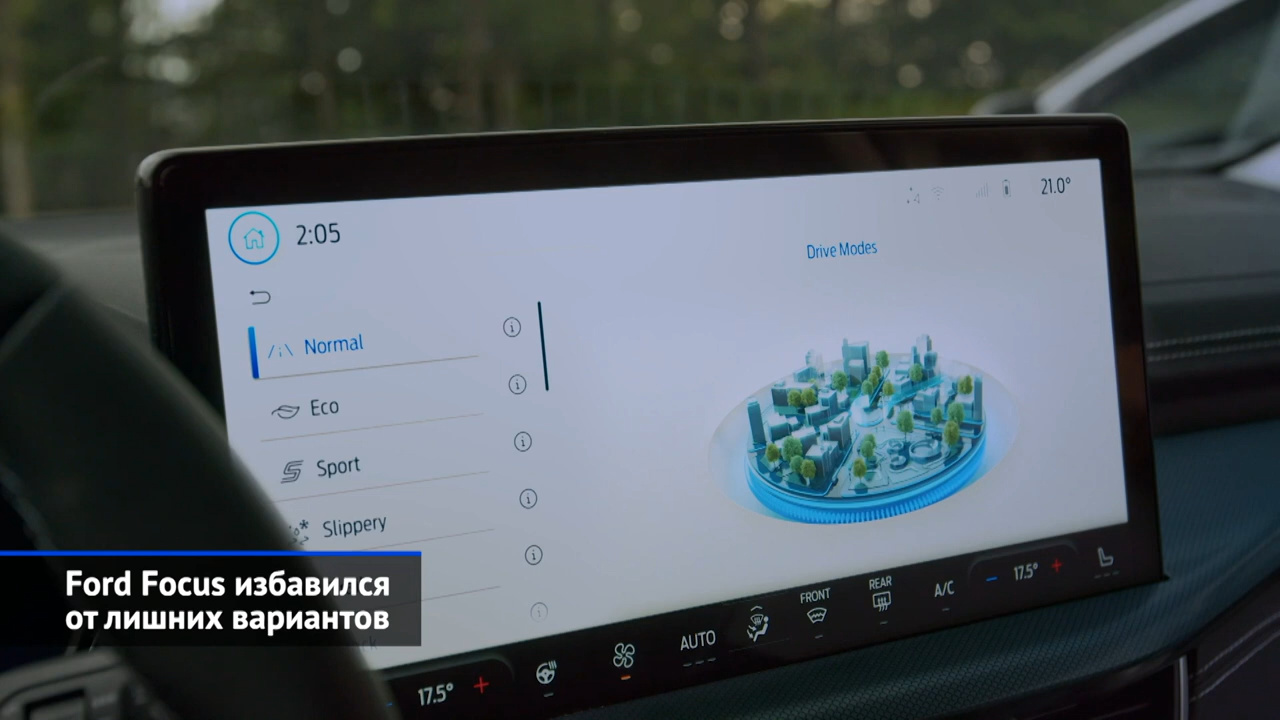 2:05
21.0°
Drive Modes
Normal
Eco
Sport
Slippery
Ford Focus избавился
от лишних вариантов
17.5° +
AUTO
FRONT
REAR
A/C
− 17.5° +